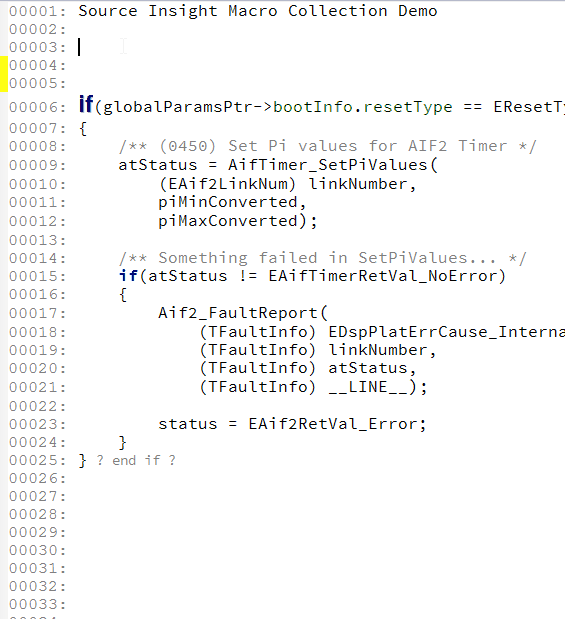 00001: Source Insight Macro Collection Demo
00002:
00003:
00004:
00005:
00006: if(globalParamsPtr->bootInfo.resetType == EResetT
00007: {
00008:     /** (0450) Set Pi values for AIF2 Timer */
00009:     atStatus = AifTimer_SetPiValues(
00010:         (EAif2LinkNum) linkNumber,
00011:         piMinConverted,
00012:         piMaxConverted);
00013:
00014:     /** Something failed in SetPiValues... */
00015:     if(atStatus != EAifTimerRetVal_NoError)
00016:     {
00017:         Aif2_FaultReport(
00018:             (TFaultInfo) EDspPlatErrCause_Interna
00019:             (TFaultInfo) linkNumber,
00020:             (TFaultInfo) atStatus,
00021:             (TFaultInfo) __LINE__);
00022:
00023:         status = EAif2RetVal_Error;
00024:     }
00025: } ? end if ?
00026:
00027:
00028:
00029:
00030:
00031:
00032:
00033: